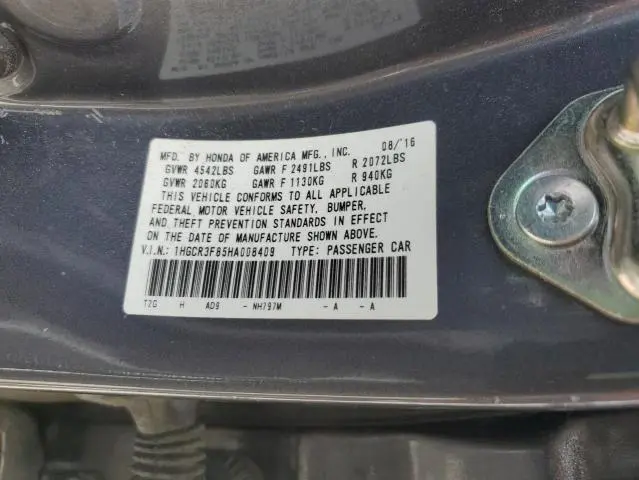 MFD. BY HONDA OF AMERICA MFG., INC. 08/'16
GVWR 4542LBS GAWR F 2491LBS R 2072LBS
GVWR 2060KG GAWR F 1130KG R 940KG
THIS VEHICLE CONFORMS TO ALL APPLICABLE
FEDERAL MOTOR VEHICLE SAFETY, BUMPER,
AND THEFT PREVENTION STANDARDS IN EFFECT
ON THE DATE OF MANUFACTURE SHOWN ABOVE.
V.I.N.: 1HGCR3F85HA008409 TYPE: PASSENGER CAR
T2G H AD9 - NH797M - A - A